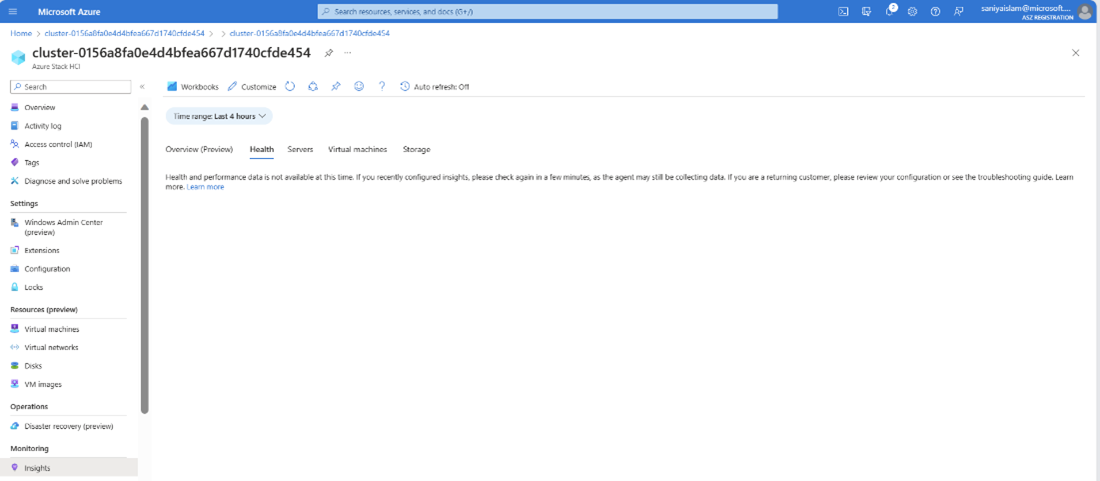 Microsoft Azure
Search resources, services, and docs (G+/)
saniyaislam@microsoft....
ASZ REGISTRATION
Home > cluster-0156a8fa0e4d4bfea667d1740cfde454 > > cluster-0156a8fa0e4d4bfea667d1740cfde454
cluster-0156a8fa0e4d4bfea667d1740cfde454 ...
Azure Stack HCI
Search «
Workbooks Customize ? Auto refresh: Off
Time range: Last 4 hours
Overview (Preview) Health Servers Virtual machines Storage
Health and performance data is not available at this time. If you recently configured insights, please check again in a few minutes, as the agent may still be collecting data. If you are a returning customer, please review your configuration or see the troubleshooting guide. Learn
more. Learn more
Overview
Activity log
Access control (IAM)
Tags
Diagnose and solve problems
Settings
Windows Admin Center
(preview)
Extensions
Configuration
Locks
Resources (preview)
Virtual machines
Virtual networks
Disks
VM images
Operations
Disaster recovery (preview)
Monitoring
Insights